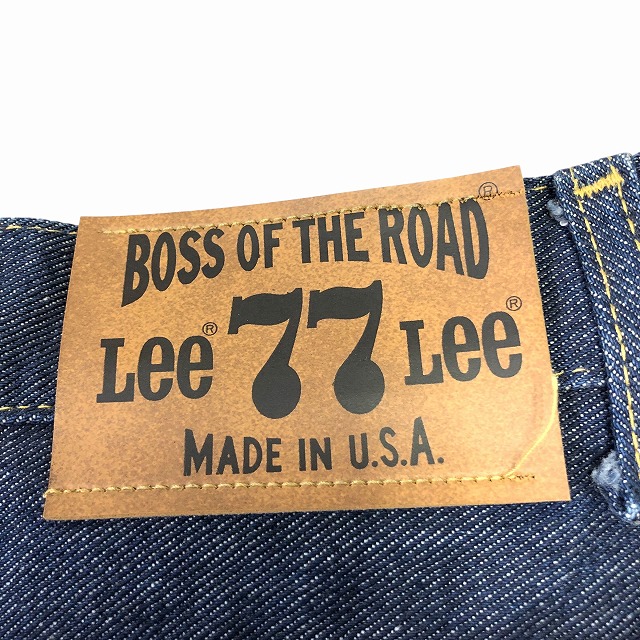 BOSS OF THE ROAD®
Lee® 77 Lee®
MADE IN U.S.A.